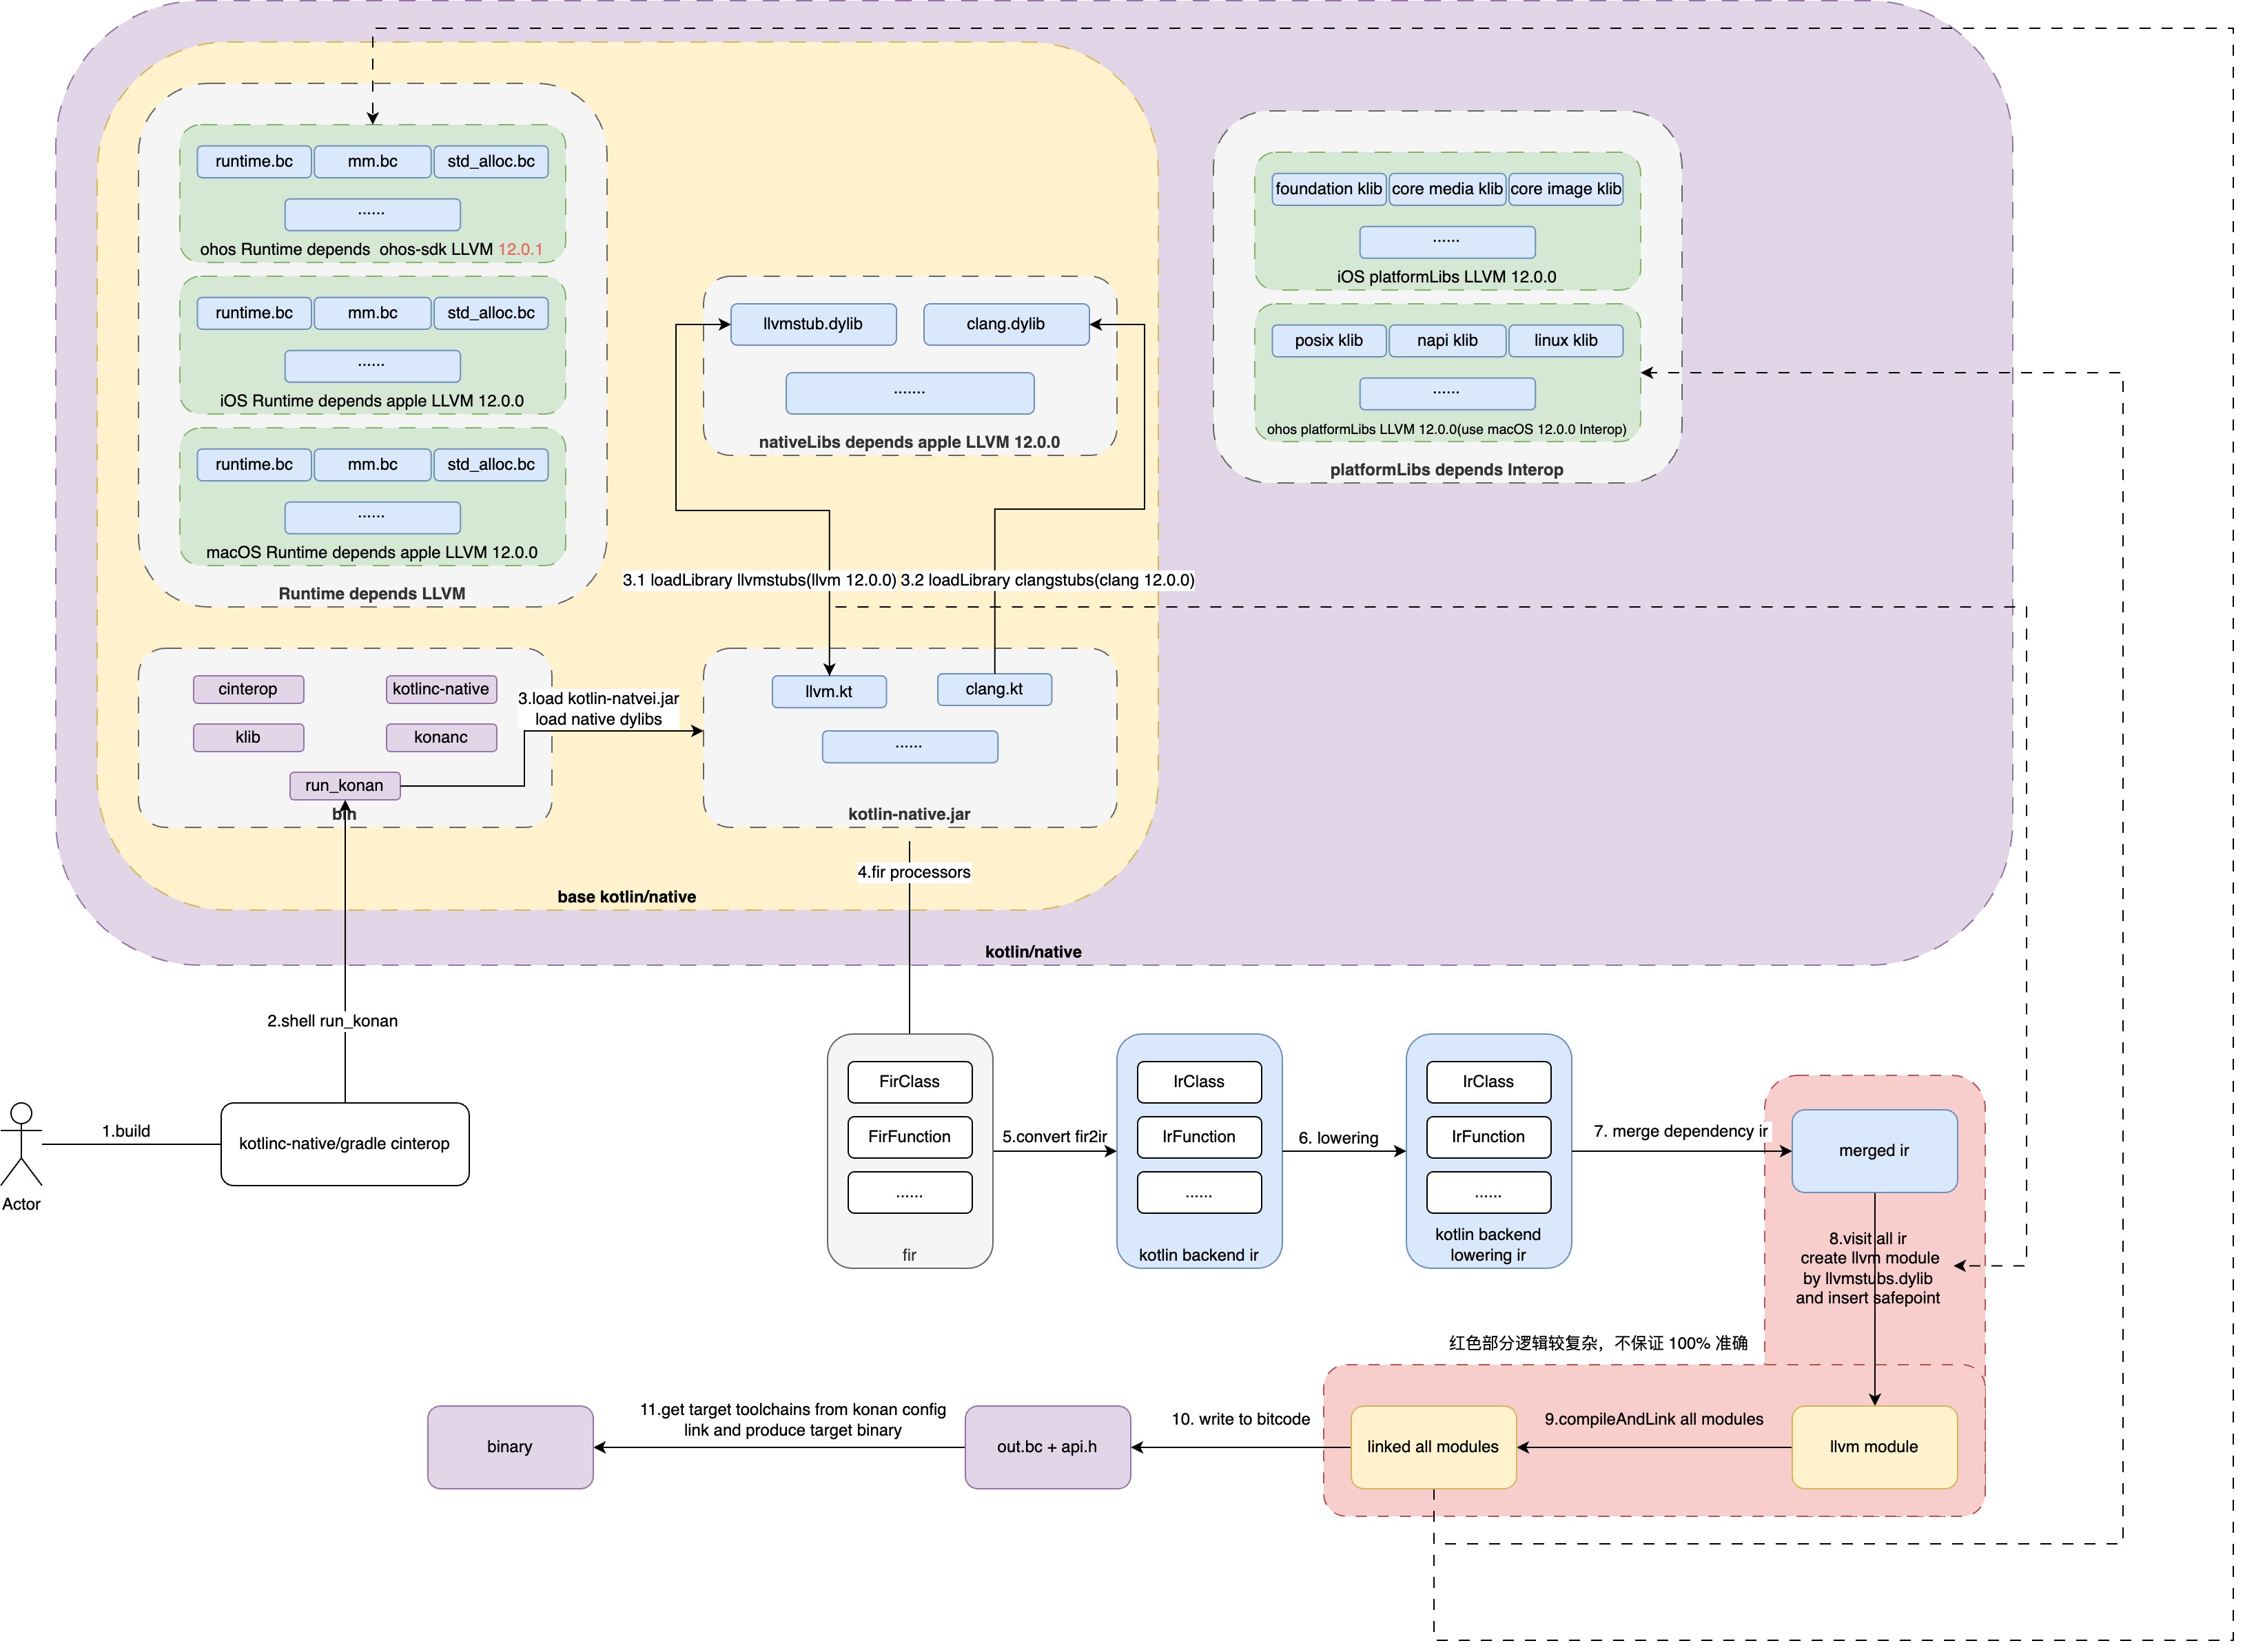 runtime.bc
mm.bc
std_alloc.bc
......
ohos Runtime depends  ohos-sdk LLVM 12.0.1
runtime.bc
mm.bc
std_alloc.bc
......
iOS Runtime depends apple LLVM 12.0.0
runtime.bc
mm.bc
std_alloc.bc
......
macOS Runtime depends apple LLVM 12.0.0
Runtime depends LLVM
llvmstub.dylib
clang.dylib
.......
nativeLibs depends apple LLVM 12.0.0
foundation klib
core media klib
core image klib
......
iOS platformLibs LLVM 12.0.0
posix klib
napi klib
linux klib
......
ohos platformLibs LLVM 12.0.0(use macOS 12.0.0 Interop)
platformLibs depends Interop
3.1 loadLibrary llvmstubs(llvm 12.0.0)
3.2 loadLibrary clangstubs(clang 12.0.0)
cinterop
kotlinc-native
klib
konanc
run_konan
bin
3.load kotlin-natvei.jar
load native dylibs
llvm.kt
clang.kt
......
kotlin-native.jar
4.fir processors
base kotlin/native
kotlin/native
2.shell run_konan
1.build
Actor
kotlinc-native/gradle cinterop
FirClass
FirFunction
......
fir
5.convert fir2ir
IrClass
IrFunction
......
kotlin backend ir
6. lowering
IrClass
IrFunction
......
kotlin backend
lowering ir
7. merge dependency ir
merged ir
8.visit all ir
create llvm module
by llvmstubs.dylib
and insert safepoint
红色部分逻辑较复杂，不保证 100% 准确
llvm module
9.compileAndLink all modules
linked all modules
10. write to bitcode
out.bc + api.h
11.get target toolchains from konan config
link and produce target binary
binary